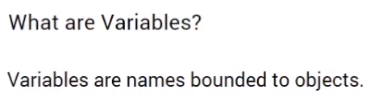 What are Variables?
Variables are names bounded to objects.